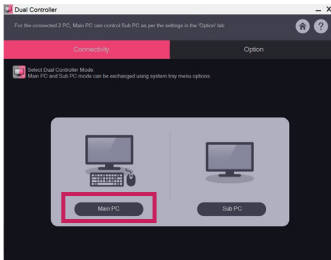 Dual Controller
For the connected 2 PC, Main PC can control Sub PC as per the settings in the 'Option' tab.
Connectivity
Option
Select Dual Controller Mode.
Main PC and Sub PC mode can be exchanged using system tray menu options.
Main PC
Sub PC